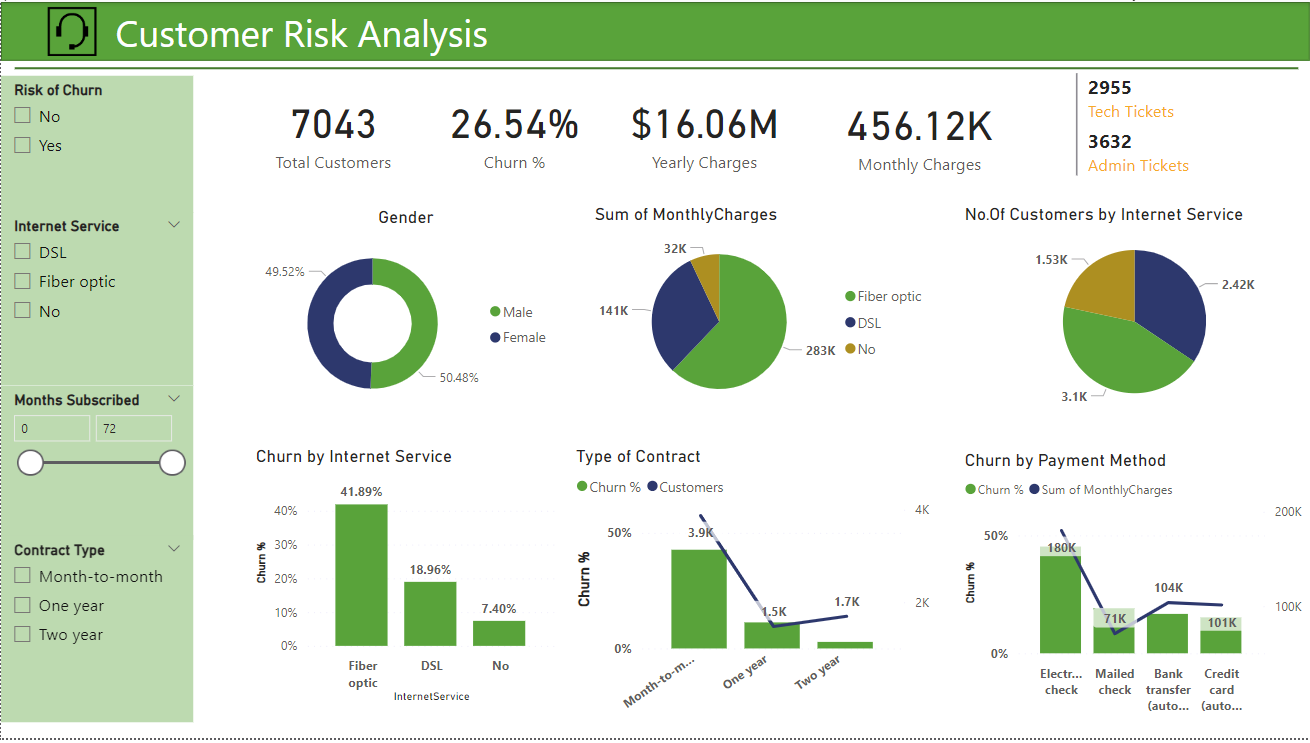 Customer Risk Analysis
Risk of Churn
No
Yes
Internet Service
DSL
Fiber optic
No
Months Subscribed
0
72
Contract Type
Month-to-month
One year
Two year
7043
Total Customers
26.54%
Churn %
$16.06M
Yearly Charges
456.12K
Monthly Charges
2955
Tech Tickets
3632
Admin Tickets
Gender
49.52%
50.48%
Male
Female
Sum of MonthlyCharges
32K
141K
283K
Fiber optic
DSL
No
No.Of Customers by Internet Service
1.53K
2.42K
3.1K
Churn by Internet Service
Churn %
40%
30%
20%
10%
0%
41.89%
18.96%
7.40%
Fiber
optic
DSL
No
InternetService
Type of Contract
Churn %
Customers
Churn %
50%
0%
3.9K
1.5K
1.7K
4K
2K
Month-to-m...
One year
Two year
Churn by Payment Method
Churn %
Sum of MonthlyCharges
Churn %
50%
0%
180K
71K
104K
101K
200K
100K
Electr...
check
Mailed
check
Bank
transfer
(auto...
Credit
card
(auto...